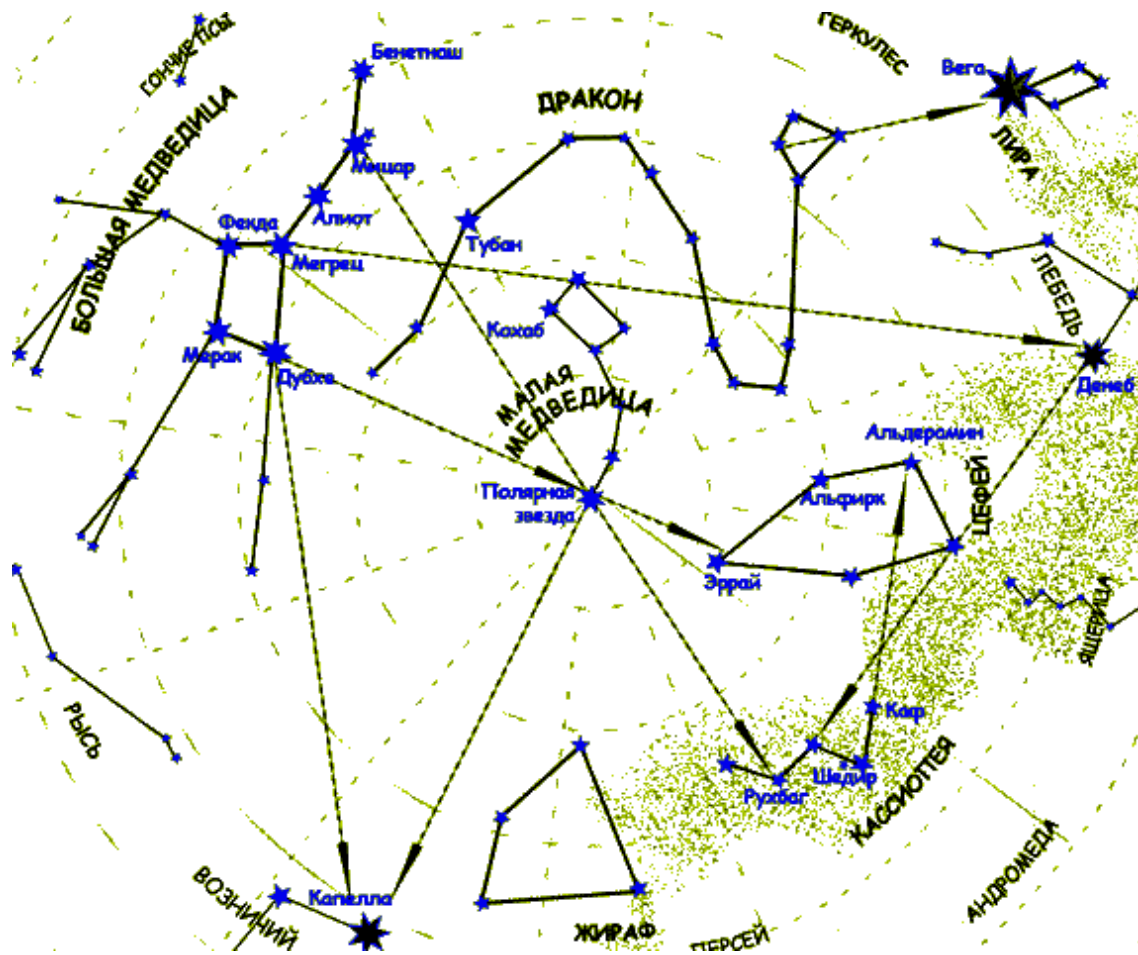 ГОНЧИЕ ПСЫ
Бенетнаш
ГЕРКУЛЕС
Вега
ДРАКОН
ЛИРА
Мицар
БОЛЬШАЯ МЕДВЕДИЦА
Алиот
Фекда
Мегрец
Тубан
ЛЕБЕДЬ
Кохаб
Мерак
Дубхе
Денеб
МАЛАЯ
МЕДВЕДИЦА
Альдерамин
Полярная
звезда
Альфирк
ЦЕФЕЙ
Эррай
ЯЩЕРИЦА
РЫСЬ
Каф
Шедир
Рухбаг
КАССИОПЕЯ
АНДРОМЕДА
ВОЗНИЧИЙ
Капелла
ЖИРАФ
ПЕРСЕЙ